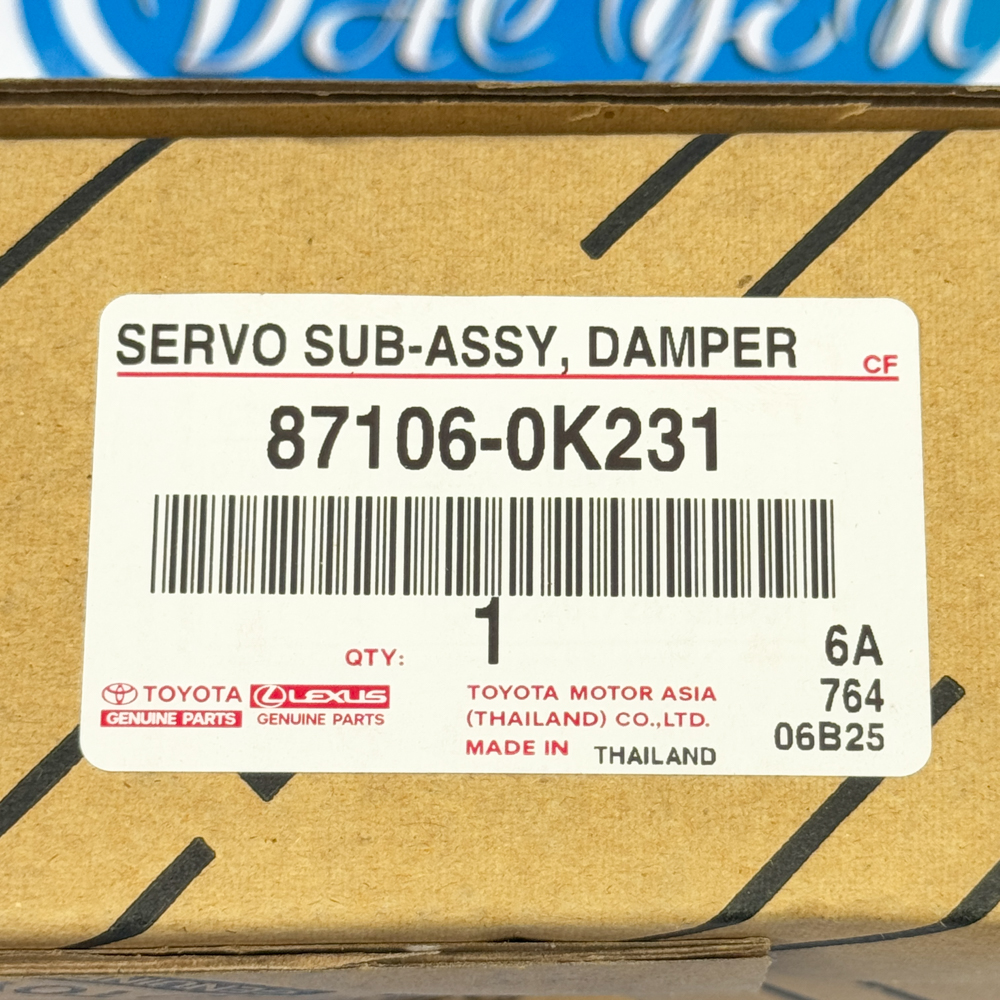 SERVO SUB-ASSY, DAMPER
CF
87106-0K231
1
QTY:
6A
TOYOTA LEXUS
GENUINE PARTS GENUINE PARTS
TOYOTA MOTOR ASIA
(THAILAND) CO.,LTD.
MADE IN THAILAND
764
06B25